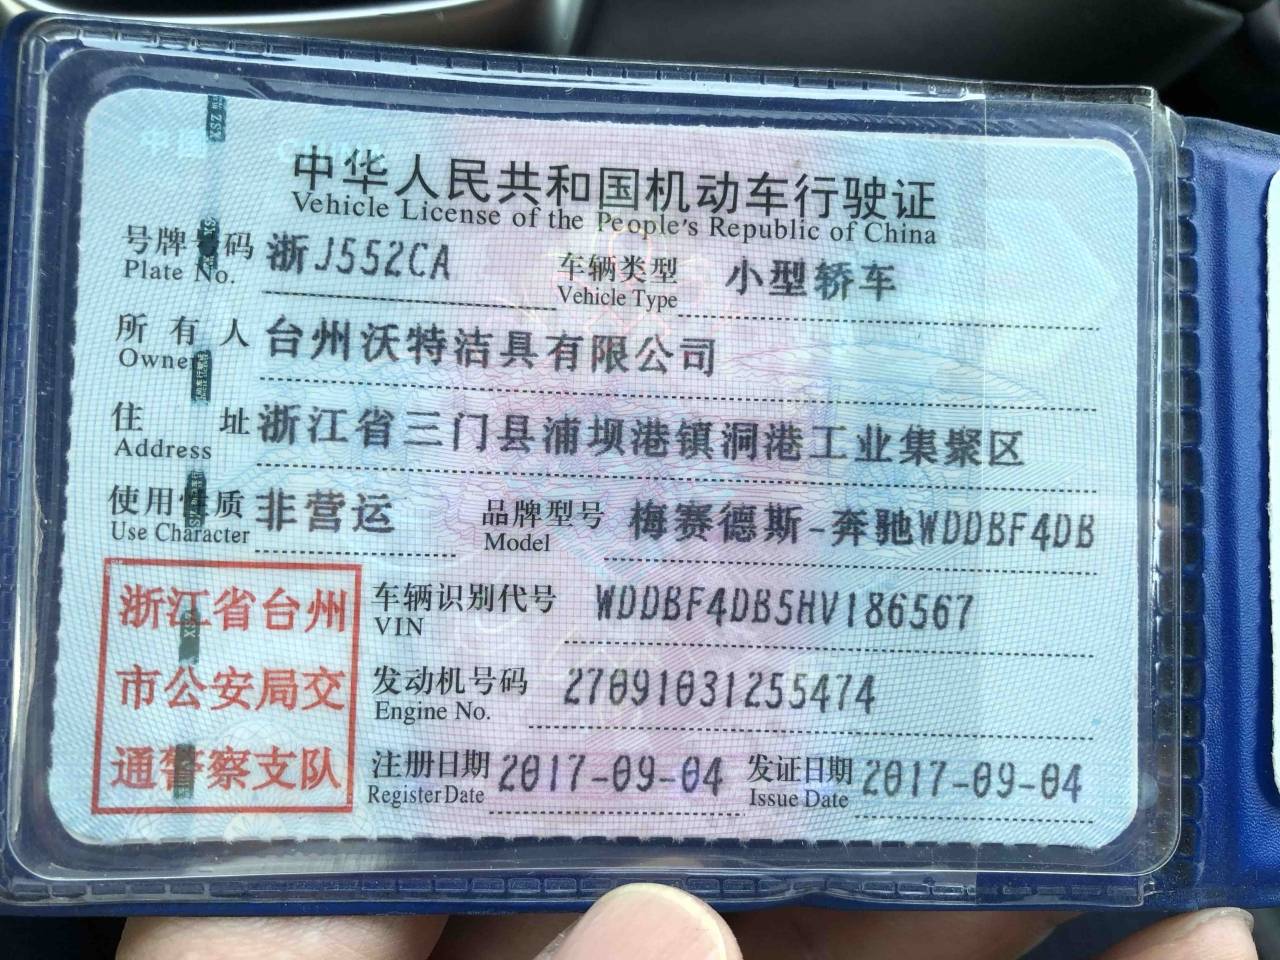 中华人民共和国机动车行驶证
Vehicle License of the People's Republic of China
号牌号码 浙J552CA 车辆类型 小型轿车
Plate No. Vehicle Type
所有人 台州沃特洁具有限公司
Owner
住址 浙江省三门县浦坝港镇洞港工业集聚区
Address
使用性质 非营运 品牌型号 梅赛德斯-奔驰WDDBF4DB
Use Character Model
浙江省台州
市公安局交
通警察支队
车辆识别代号 WDDBF4DB5HV186567
VIN
发动机号码 27091031255474
Engine No.
注册日期 2017-09-04 发证日期 2017-09-04
Register Date Issue Date